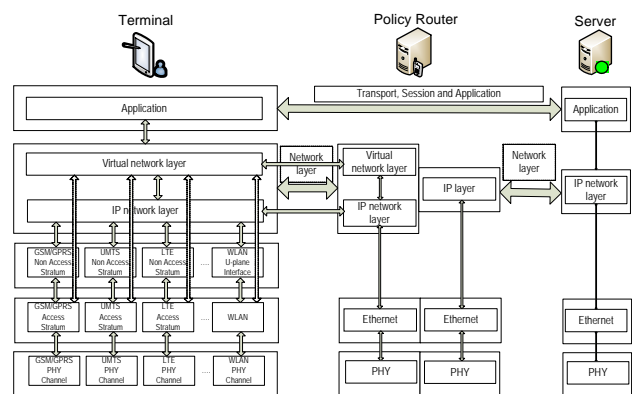 Terminal
Policy Router
Server
Transport, Session and Application
Application
Application
Virtual network layer
Network
layer
Virtual
network layer
IP layer
Network
layer
IP network
layer
IP network layer
IP network
layer
GSM/GPRS
Non Access
Stratum
UMTS
Non Access
Stratum
LTE
Non Access
Stratum
....
WLAN
U-plane
Interface
GSM/GPRS
Access
Stratum
UMTS
Access
Stratum
LTE
Access
Stratum
....
WLAN
Ethernet
Ethernet
Ethernet
GSM/GPRS
PHY
Channel
UMTS
PHY
Channel
LTE
PHY
Channel
....
WLAN
PHY
Channel
PHY
PHY
PHY